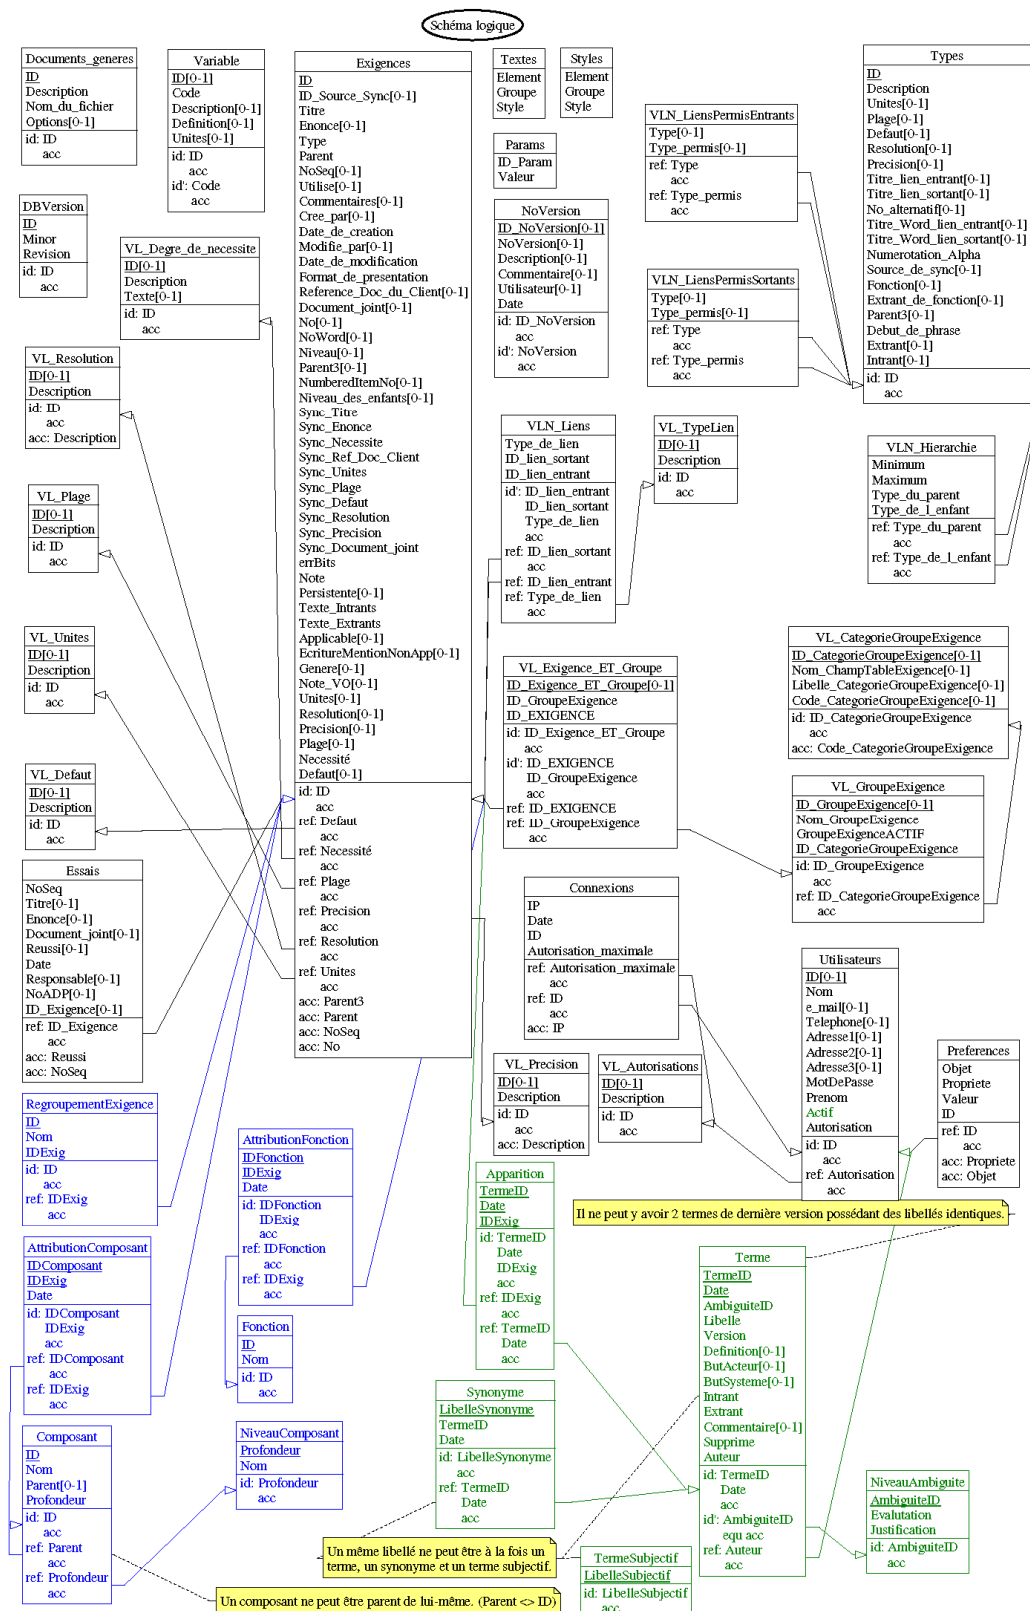 Schéma logique
Documents_generes
ID
Description
Nom_du_fichier
Options[0-1]
id: ID
acc
Variable
ID[0-1]
Code
Description[0-1]
Definition[0-1]
Unites[0-1]
id: ID
acc
id': Code
acc
Exigences
ID
ID_Source_Sync[0-1]
Titre
Enonce[0-1]
Type
Parent
NoSeq[0-1]
Utilise[0-1]
Commentaires[0-1]
Cree_par[0-1]
Date_de_creation
Modifie_par[0-1]
Date_de_modification
Format_de_presentation
Reference_Doc_du_Client[0-1]
Document_joint[0-1]
No[0-1]
NoWord[0-1]
Niveau[0-1]
Parent3[0-1]
NumberedItemNo[0-1]
Niveau_des_enfants[0-1]
Sync_Titre
Sync_Enonce
Sync_Necessite
Sync_Ref_Doc_Client
Sync_Unites
Sync_Plage
Sync_Defaut
Sync_Resolution
Sync_Precision
Sync_Document_joint
errBits
Note
Persistente[0-1]
Texte_Intrants
Texte_Extrants
Applicable[0-1]
EcritureMentionNonApp[0-1]
Genere[0-1]
Note_VO[0-1]
Unites[0-1]
Resolution[0-1]
Precision[0-1]
Plage[0-1]
Necessité
Defaut[0-1]
id: ID
acc
ref: Defaut
acc
ref: Necessité
acc
ref: Plage
acc
ref: Precision
acc
ref: Resolution
acc
ref: Unites
acc
acc: Parent3
acc: Parent
acc: NoSeq
acc: No
Textes
Element
Groupe
Style
Styles
Element
Groupe
Style
Params
ID_Param
Valeur
NoVersion
ID_NoVersion[0-1]
NoVersion[0-1]
Description[0-1]
Commentaire[0-1]
Utilisateur[0-1]
Date
id: ID_NoVersion
acc
id': NoVersion
acc
VLN_LiensPermisEntrants
Type[0-1]
Type_permis[0-1]
ref: Type
acc
ref: Type_permis
acc
VLN_LiensPermisSortants
Type[0-1]
Type_permis[0-1]
ref: Type
acc
ref: Type_permis
acc
Types
ID
Description
Unites[0-1]
Plage[0-1]
Defaut[0-1]
Resolution[0-1]
Precision[0-1]
Titre_lien_entrant[0-1]
Titre_lien_sortant[0-1]
No_alternatif[0-1]
Titre_Word_lien_entrant[0-1]
Titre_Word_lien_sortant[0-1]
Numerotation_Alpha
Source_de_sync[0-1]
Fonction[0-1]
Extrant_de_fonction[0-1]
Parent3[0-1]
Debut_de_phrase
Extrant[0-1]
Intrant[0-1]
id: ID
acc
DBVersion
ID
Minor
Revision
id: ID
acc
VL_Degre_de_necessite
ID[0-1]
Description
Texte[0-1]
id: ID
acc
VL_Resolution
ID[0-1]
Description
id: ID
acc
acc: Description
VL_Plage
ID[0-1]
Description
id: ID
acc
VL_Unites
ID[0-1]
Description
id: ID
acc
VL_Defaut
ID[0-1]
Description
id: ID
acc
VLN_Liens
Type_de_lien
ID_lien_sortant
ID_lien_entrant
id': ID_lien_entrant
ID_lien_sortant
Type_de_lien
acc
ref: ID_lien_sortant
acc
ref: ID_lien_entrant
ref: Type_de_lien
acc
VL_TypeLien
ID[0-1]
Description
id: ID
acc
VLN_Hierarchie
Minimum
Maximum
Type_du_parent
Type_de_l_enfant
ref: Type_du_parent
acc
ref: Type_de_l_enfant
acc
VL_Exigence_ET_Groupe
ID_Exigence_ET_Groupe[0-1]
ID_GroupeExigence
ID_EXIGENCE
id: ID_Exigence_ET_Groupe
acc
id': ID_EXIGENCE
ID_GroupeExigence
acc
ref: ID_EXIGENCE
ref: ID_GroupeExigence
acc
VL_CategorieGroupeExigence
ID_CategorieGroupeExigence[0-1]
Nom_ChampTableExigence[0-1]
Libelle_CategorieGroupeExigence[0-1]
Code_CategorieGroupeExigence[0-1]
id: ID_CategorieGroupeExigence
acc
acc: Code_CategorieGroupeExigence
VL_GroupeExigence
ID_GroupeExigence[0-1]
Nom_GroupeExigence
GroupeExigenceACTIF
ID_CategorieGroupeExigence
id: ID_GroupeExigence
acc
ref: ID_CategorieGroupeExigence
acc
Essais
NoSeq
Titre[0-1]
Enonce[0-1]
Document_joint[0-1]
Reussi[0-1]
Date
Responsable[0-1]
NoADP[0-1]
ID_Exigence[0-1]
ref: ID_Exigence
acc
acc: Reussi
acc: NoSeq
Connexions
IP
Date
ID
Autorisation_maximale
ref: Autorisation_maximale
acc
ref: ID
acc
acc: IP
Utilisateurs
ID[0-1]
Nom
e_mail[0-1]
Telephone[0-1]
Adresse1[0-1]
Adresse2[0-1]
Adresse3[0-1]
MotDePasse
Prenom
Actif
Autorisation
id: ID
acc
ref: Autorisation
acc
Preferences
Objet
Propriete
Valeur
ID
ref: ID
acc
acc: Propriete
acc: Objet
VL_Precision
ID[0-1]
Description
id: ID
acc
acc: Description
VL_Autorisations
ID[0-1]
Description
id: ID
acc
RegroupementExigence
ID
Nom
IDExig
id: ID
acc
ref: IDExig
acc
AttributionFonction
IDFonction
IDExig
Date
id: IDFonction
IDExig
acc
ref: IDFonction
acc
ref: IDExig
acc
Apparition
TermeID
Date
IDExig
id: TermeID
Date
IDExig
acc
ref: IDExig
acc
ref: TermeID
Date
acc
Il ne peut y avoir 2 termes de dernière version possédant des libellés identiques.
AttributionComposant
IDComposant
IDExig
Date
id: IDComposant
IDExig
acc
ref: IDComposant
acc
ref: IDExig
acc
Fonction
ID
Nom
id: ID
acc
Terme
TermeID
Date
AmbiguiteID
Libelle
Version
Definition[0-1]
ButActeur[0-1]
ButSysteme[0-1]
Intrant
Extrant
Commentaire[0-1]
Supprime
Auteur
id: TermeID
Date
acc
id': AmbiguiteID
equ acc
ref: Auteur
acc
Synonyme
LibelleSynonyme
TermeID
Date
id: LibelleSynonyme
acc
ref: TermeID
Date
acc
Composant
ID
Nom
Parent[0-1]
Profondeur
id: ID
acc
ref: Parent
acc
ref: Profondeur
acc
NiveauComposant
Profondeur
Nom
id: Profondeur
acc
NiveauAmbiguite
AmbiguiteID
Evalutation
Justification
id: AmbiguiteID
acc
Un même libellé ne peut être à la fois un
terme, un synonyme et un terme subjectif.
TermeSubjectif
LibelleSubjectif
id: LibelleSubjectif
acc
Un composant ne peut être parent de lui-même. (Parent <> ID)